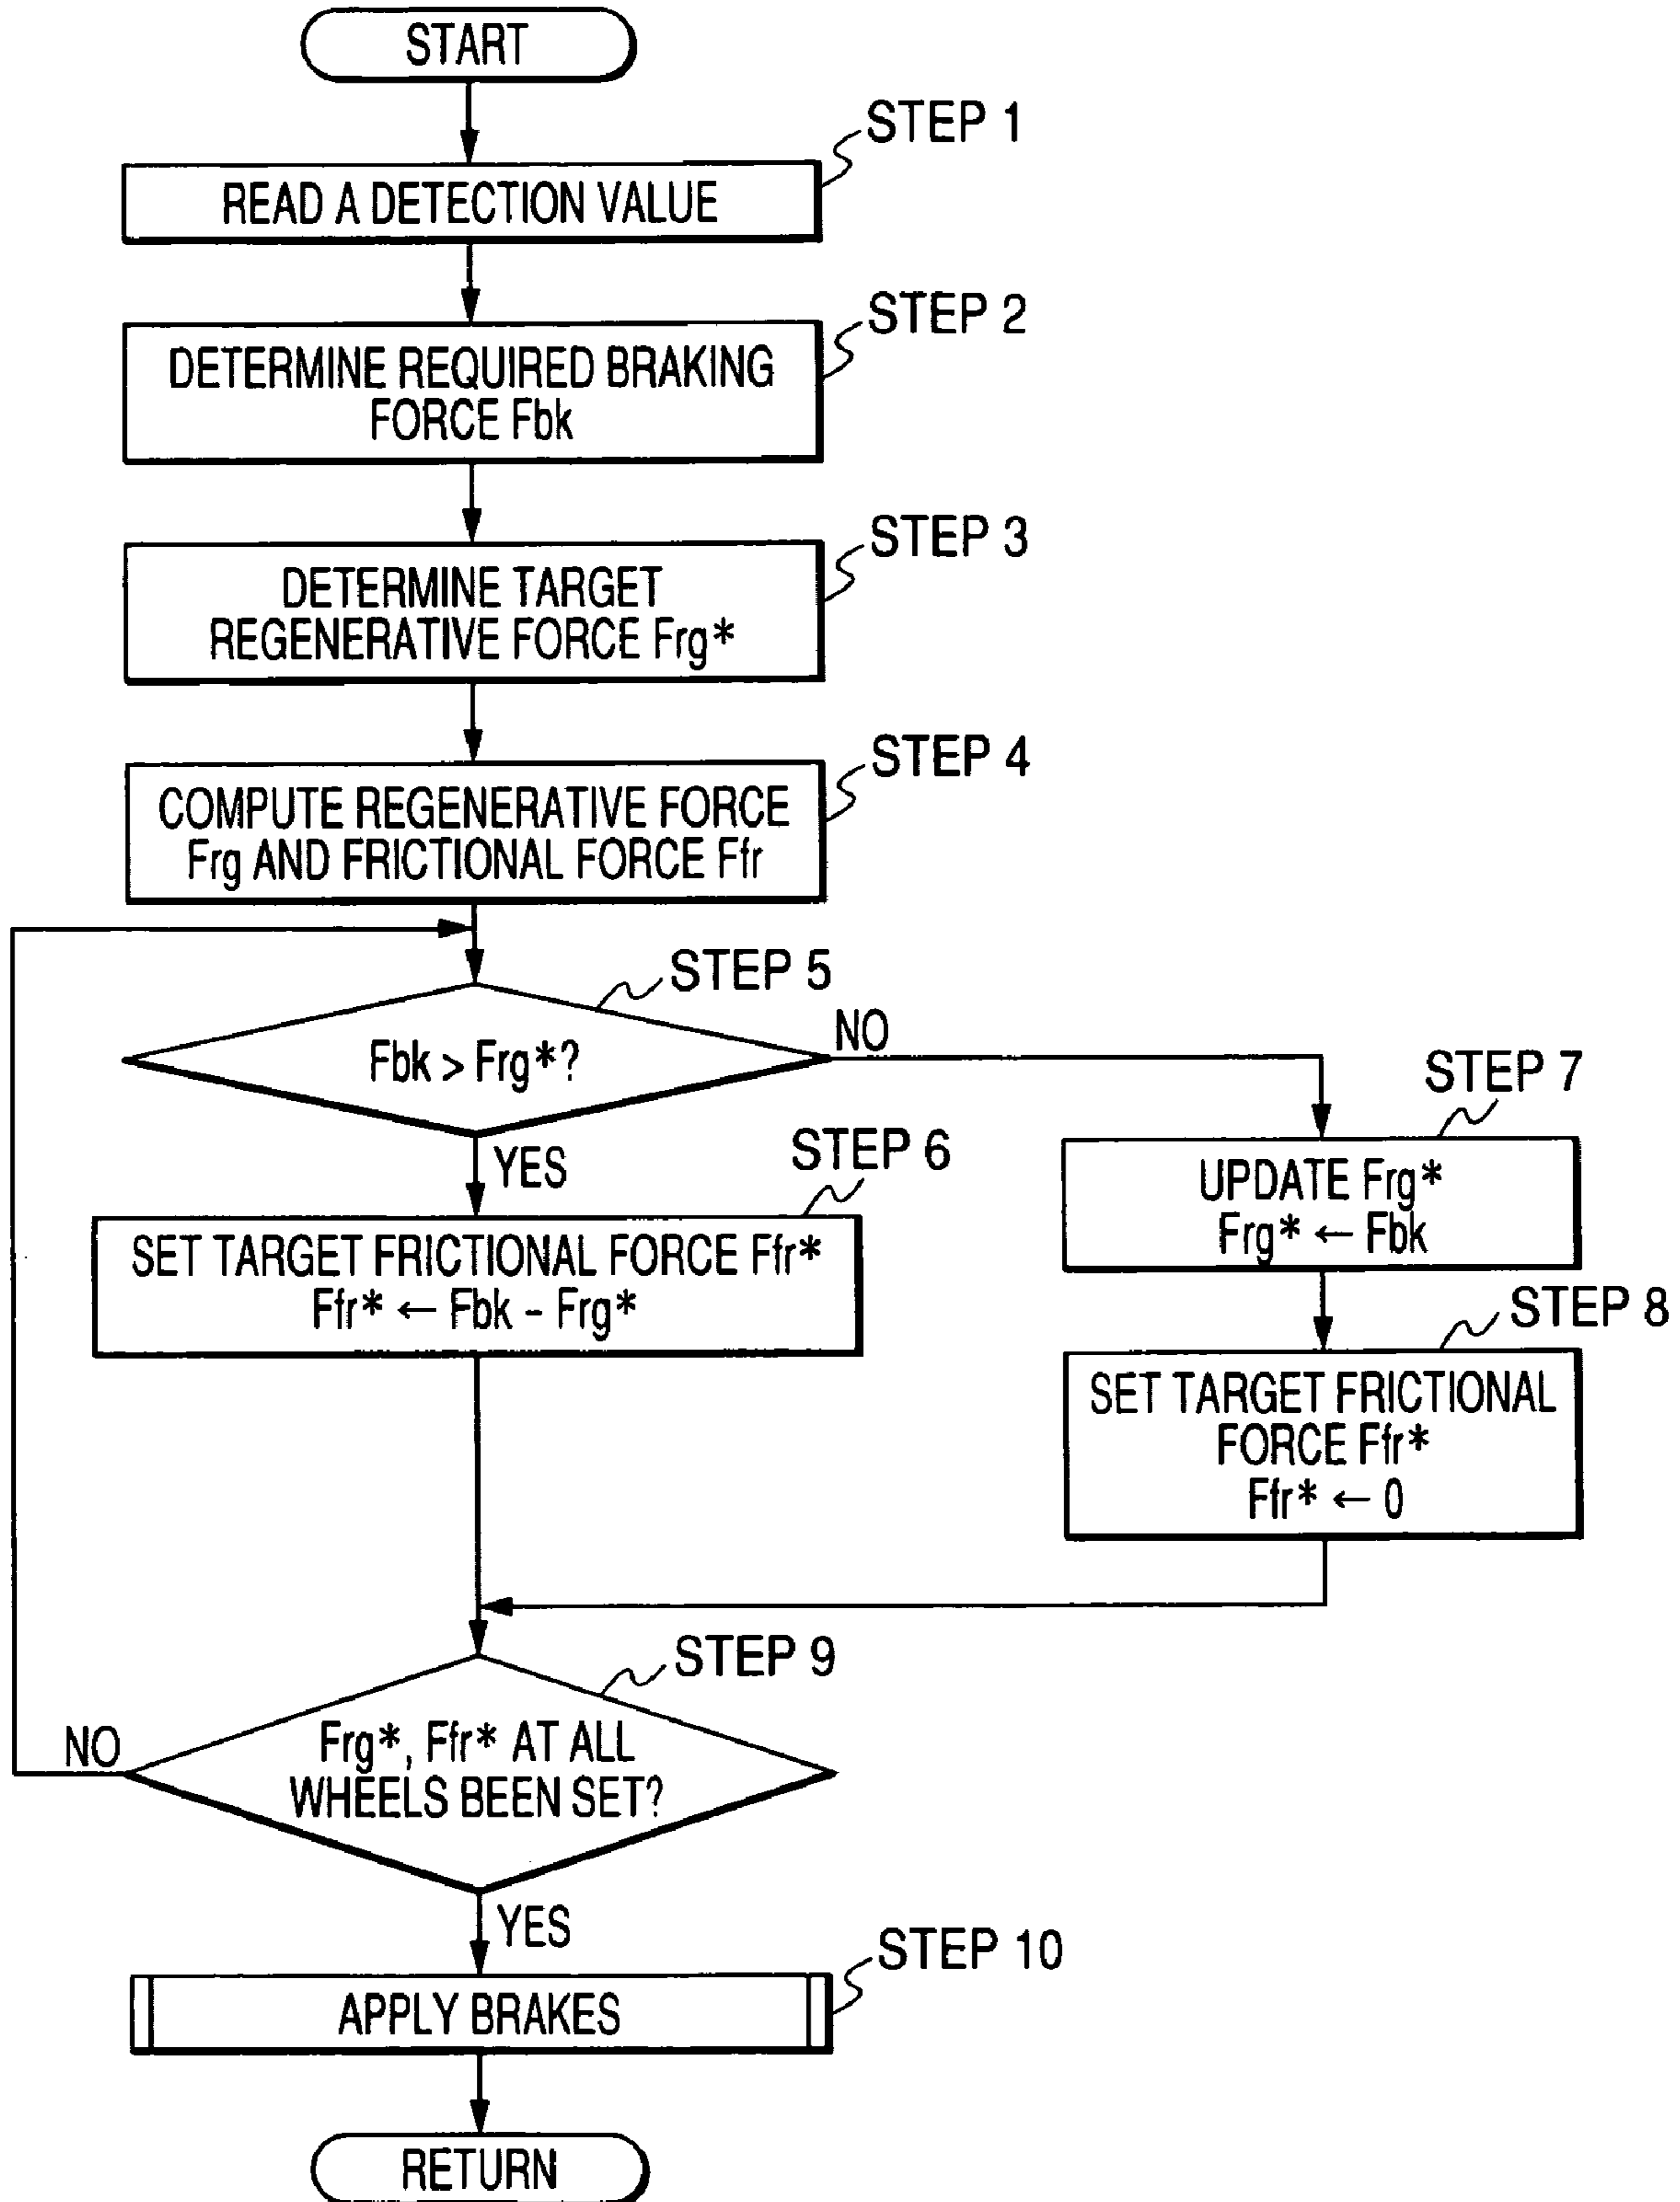 START
STEP 1
READ A DETECTION VALUE
STEP 2
DETERMINE REQUIRED BRAKING
FORCE Fbk
STEP 3
DETERMINE TARGET
REGENERATIVE FORCE Frg*
STEP 4
COMPUTE REGENERATIVE FORCE
Frg AND FRICTIONAL FORCE Ffr
STEP 5
Fbk > Frg*?
NO
YES
STEP 6
SET TARGET FRICTIONAL FORCE Ffr*
Ffr* ← Fbk - Frg*
STEP 7
UPDATE Frg*
Frg* ← Fbk
STEP 8
SET TARGET FRICTIONAL
FORCE Ffr*
Ffr* ← 0
STEP 9
Frg*, Ffr* AT ALL
WHEELS BEEN SET?
NO
YES
STEP 10
APPLY BRAKES
RETURN